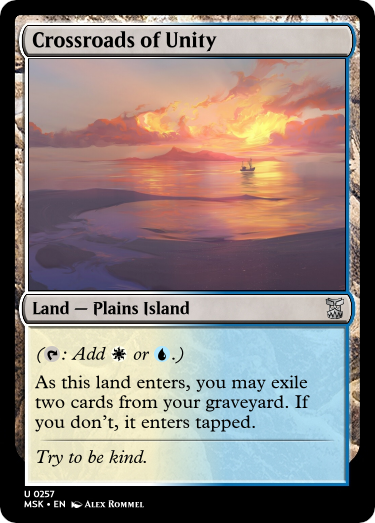 Crossroads of Unity
Land — Plains Island
(: Add or .)
As this land enters, you may exile
two cards from your graveyard. If
you don't, it enters tapped.
Try to be kind.
U 0257
MSK • EN Alex Rommel